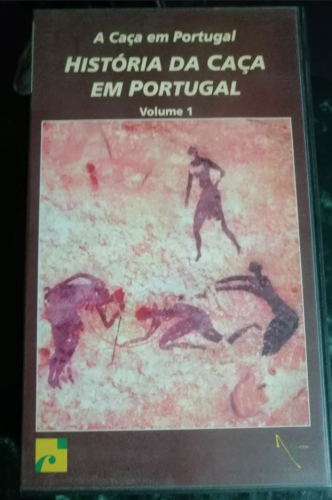 A Caça em Portugal
HISTÓRIA DA CAÇA
EM PORTUGAL
Volume 1